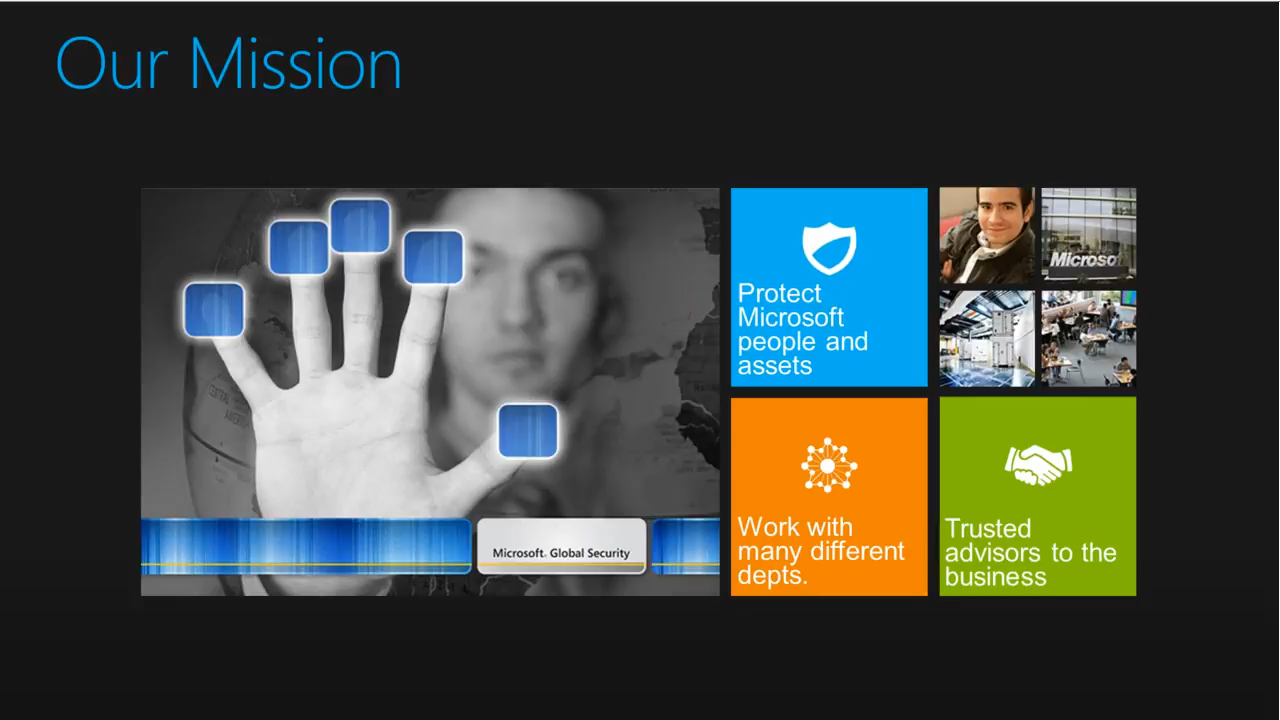 Our Mission
Protect
Microsoft
people and
assets
Microsoft
Work with
many different
depts.
Trusted
advisors to the
business
Microsoft® Global Security